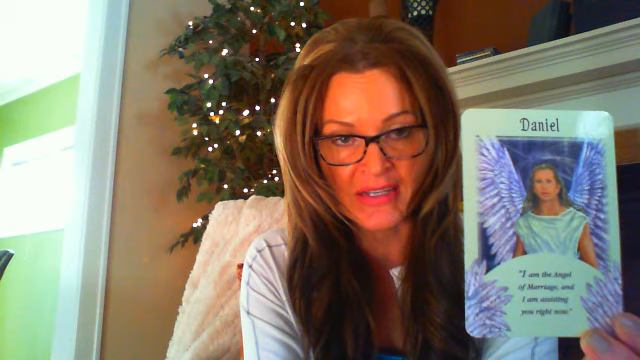 Daniel
"I am the Angel
of Marriage, and
I am assisting
you right now."